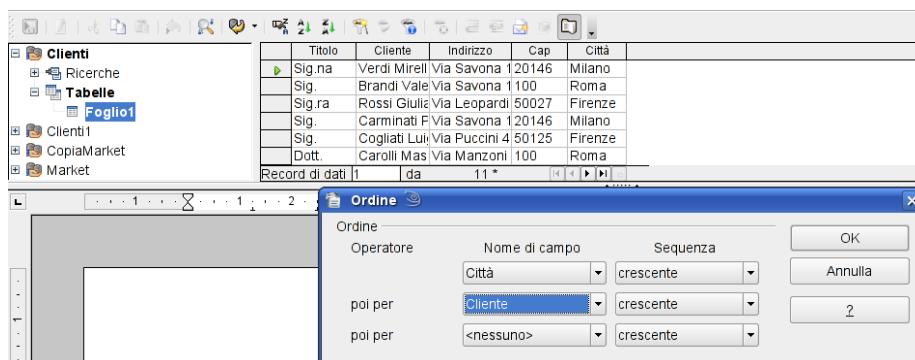 Clienti
Ricerche
Tabelle
Foglio1
Clienti1
CopiaMarket
Market
Titolo Cliente Indirizzo Cap Città
Sig.na Verdi Mirell Via Savona 1 20146 Milano
Sig. Brandi Vale Via Savona 1 100 Roma
Sig.ra Rossi Giulia Via Leopardi 50027 Firenze
Sig. Carminati F Via Savona 1 20146 Milano
Sig. Cogliati Lui Via Puccini 4 50125 Firenze
Dott. Carolli Mas Via Manzoni 100 Roma
Record di dati 1 da 11 *
1 1 2
Ordine
Ordine
Operatore Nome di campo Sequenza
Città crescente
poi per Cliente crescente
poi per <nessuno> crescente
OK
Annulla
?